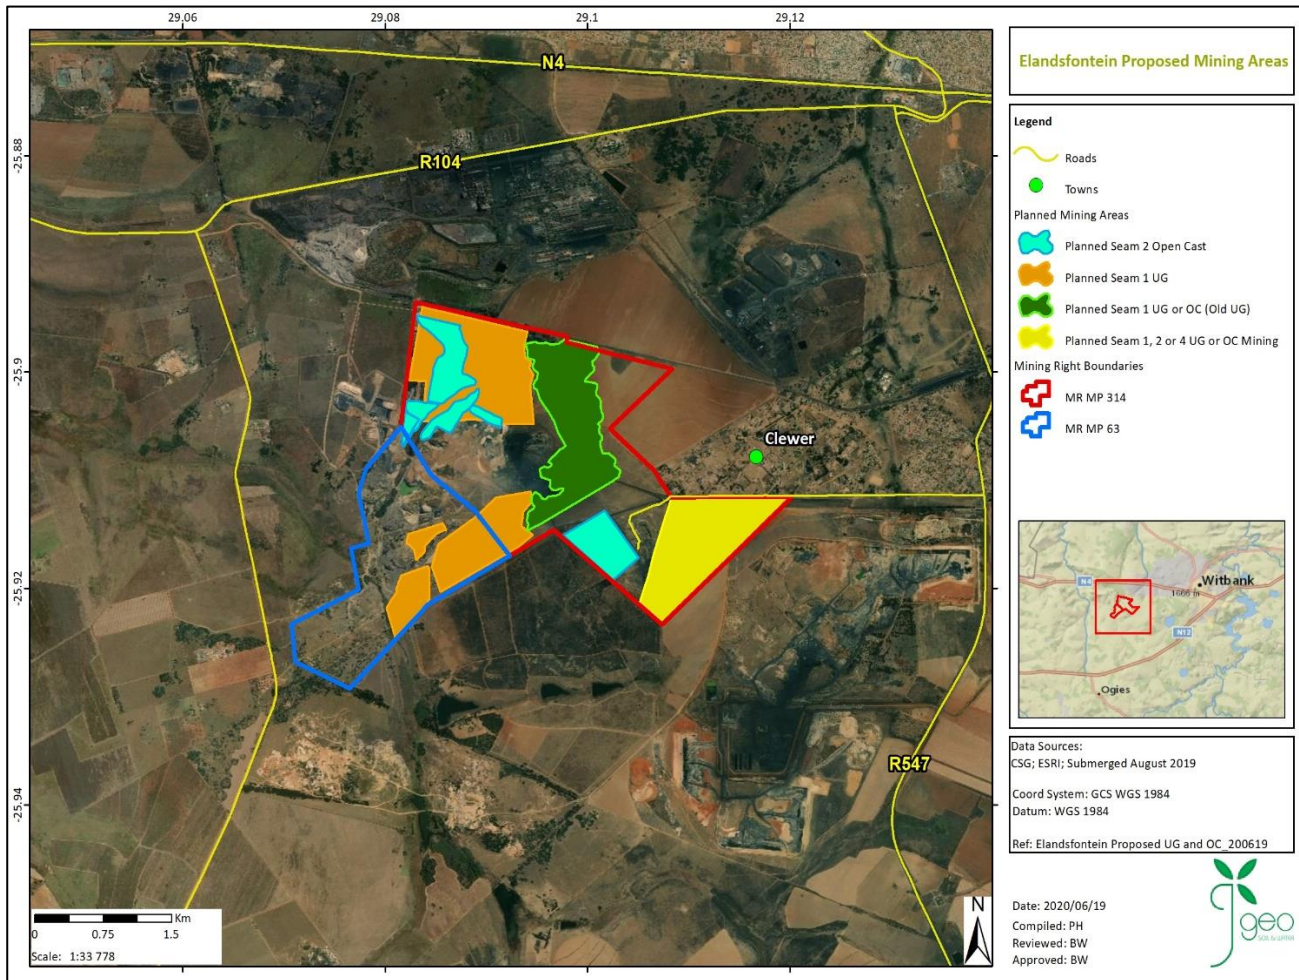 29.06
29.08
29.1
29.12
N4
Elandsfontein Proposed Mining Areas
Legend
Roads
Towns
Planned Mining Areas
Planned Seam 2 Open Cast
Planned Seam 1 UG
Planned Seam 1 UG or OC (Old UG)
Planned Seam 1, 2 or 4 UG or OC Mining
Mining Right Boundaries
MR MP 314
MR MP 63
-25.88
R104
-25.9
Clewer
-25.92
N4
Witbank
1666 m
N12
Ogies
R547
-25.94
Data Sources:
CSG; ESRI; Submerged August 2019
Coord System: GCS WGS 1984
Datum: WGS 1984
Ref: Elandsfontein Proposed UG and OC_200619
Date: 2020/06/19
Compiled: PH
Reviewed: BW
Approved: BW
geo
SOIL & WATER
N
Km
0 0.75 1.5
Scale: 1:33 778